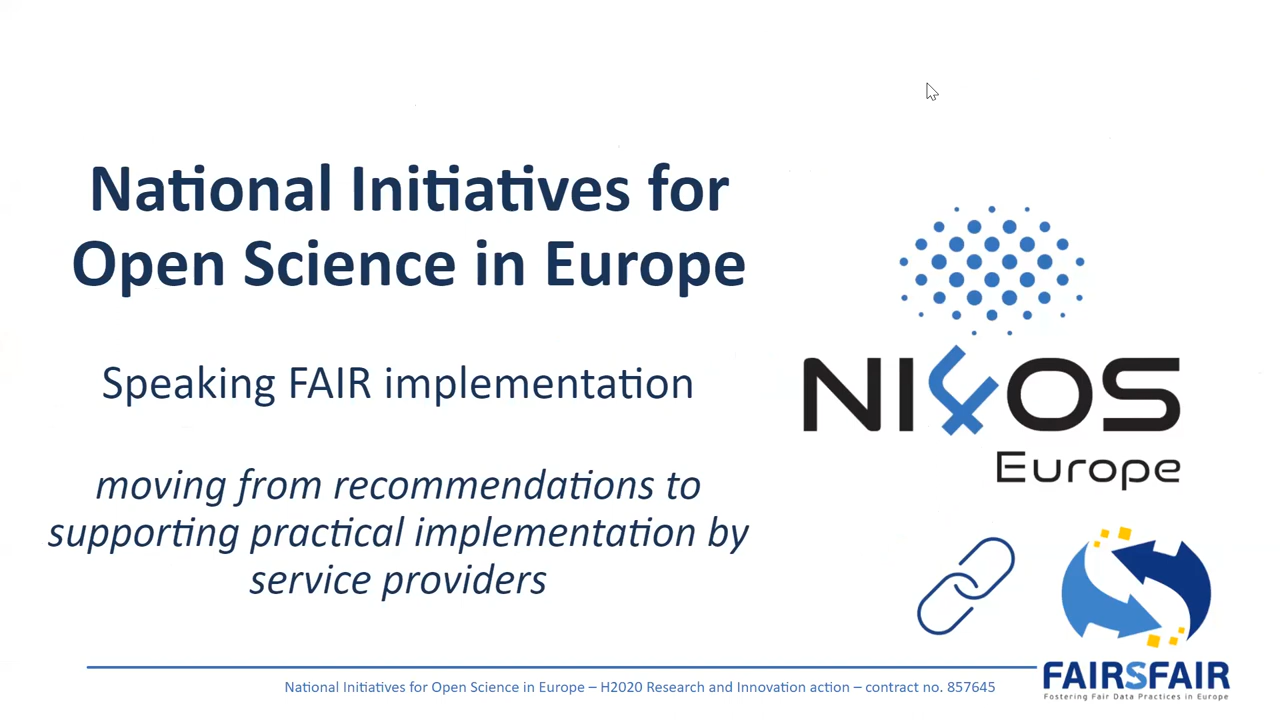 National Initiatives for
Open Science in Europe
Speaking FAIR implementation
moving from recommendations to
supporting practical implementation by
service providers
NI4OS
Europe
FAIRSFAIR
Fostering Fair Data Practices in Europe
National Initiatives for Open Science in Europe – H2020 Research and Innovation action – contract no. 857645